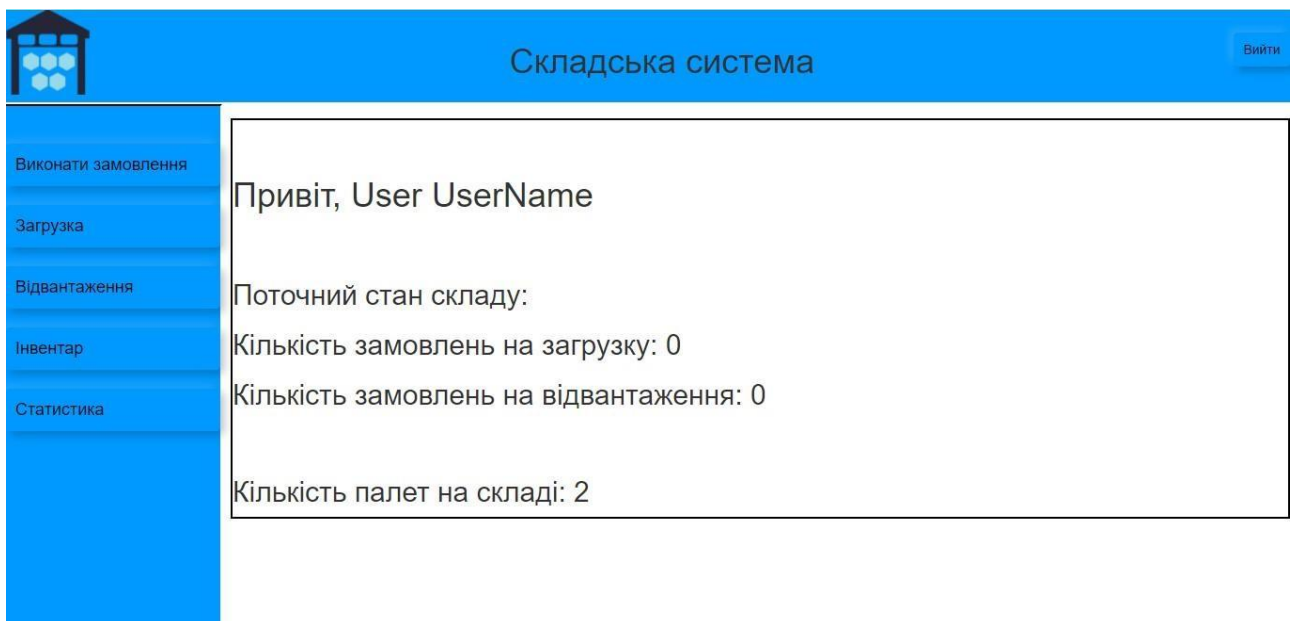 Складська система
Вийти
Виконати замовлення
Загрузка
Відвантаження
Інвентар
Статистика
Привіт, User UserName
Поточний стан складу:
Кількість замовлень на загрузку: 0
Кількість замовлень на відвантаження: 0
Кількість палет на складі: 2